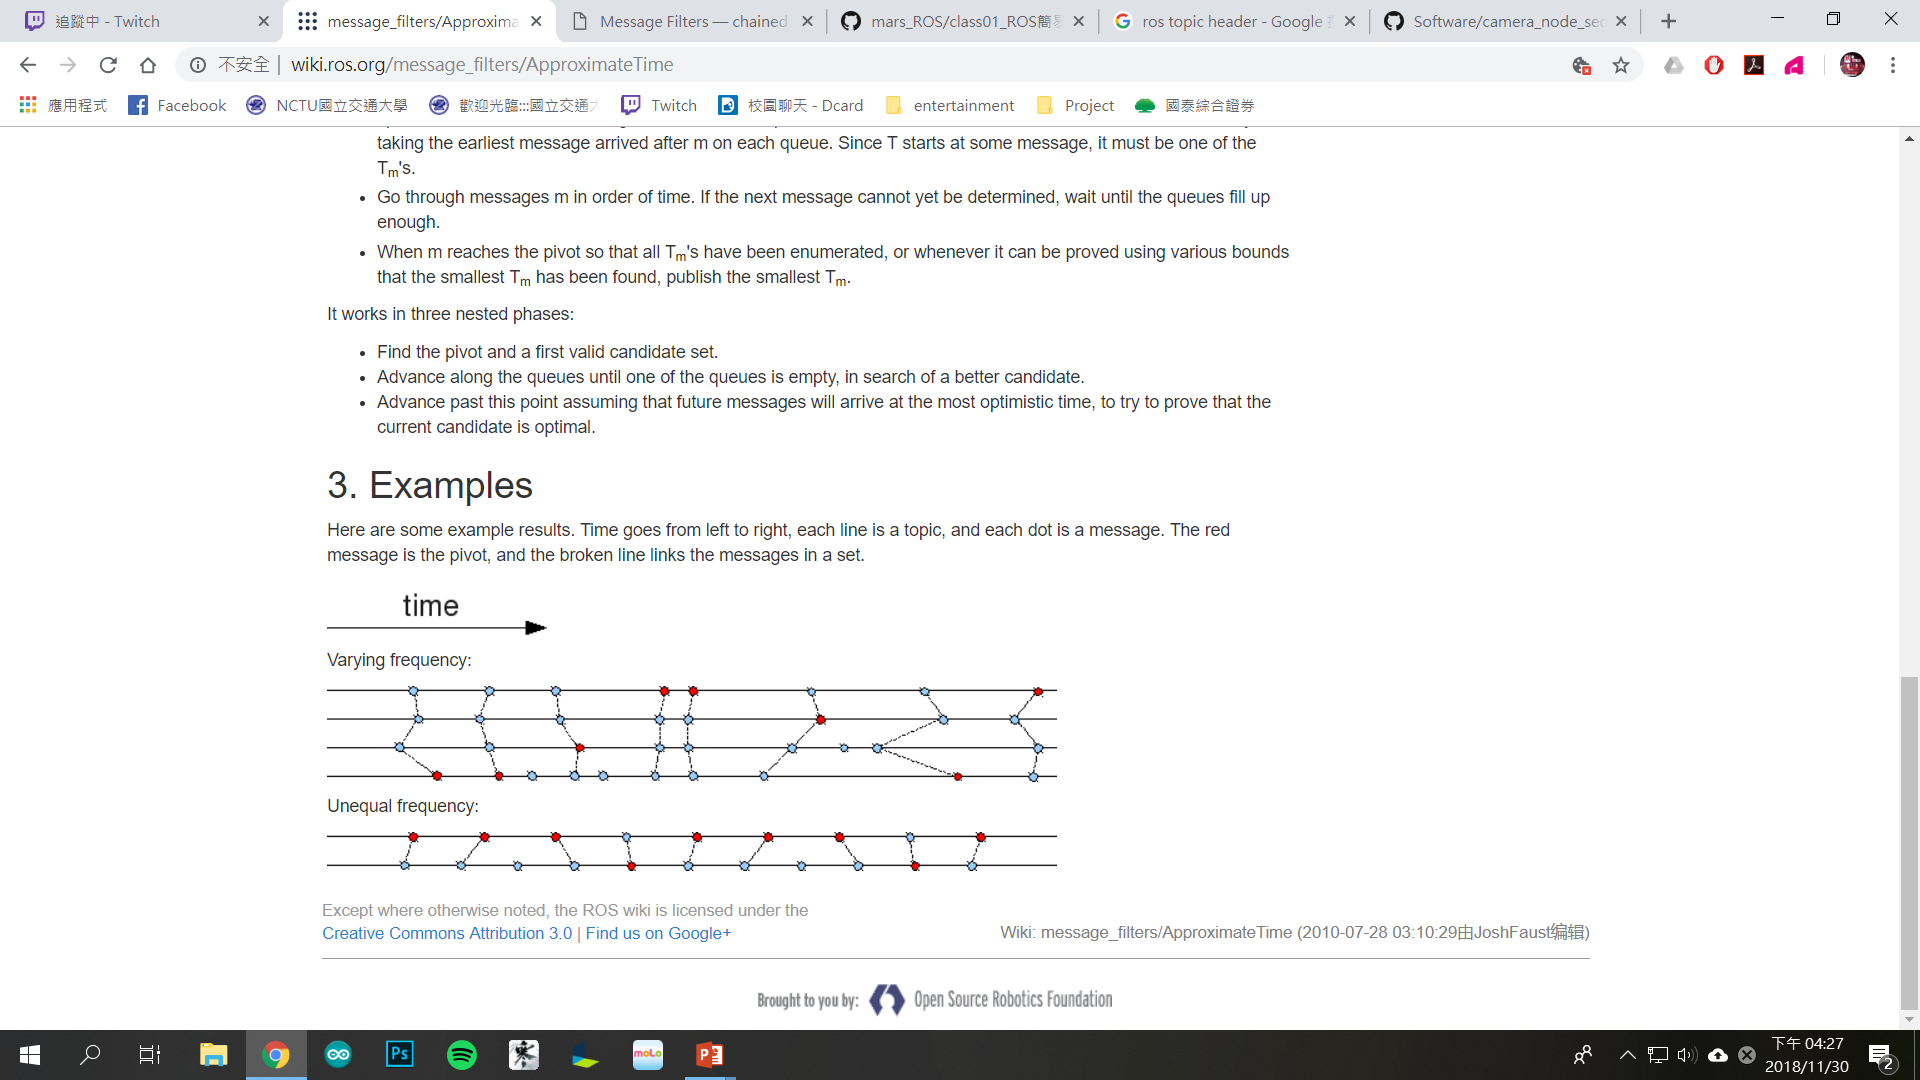 追蹤中 - Twitch
message_filters/Approxima
Message Filters — chained
mars_ROS/class01_ROS簡易
ros topic header - Google
Software/camera_node_sec
不安全 | wiki.ros.org/message_filters/ApproximateTime
應用程式 Facebook NCTU國立交通大學 歡迎光臨:::國立交通大 Twitch 校園聊天 - Dcard entertainment Project 國泰綜合證券
taking the earliest message arrived after m on each queue. Since T starts at some message, it must be one of the
Tm's.
• Go through messages m in order of time. If the next message cannot yet be determined, wait until the queues fill up
enough.
• When m reaches the pivot so that all Tm's have been enumerated, or whenever it can be proved using various bounds
that the smallest Tm has been found, publish the smallest Tm.
It works in three nested phases:
• Find the pivot and a first valid candidate set.
• Advance along the queues until one of the queues is empty, in search of a better candidate.
• Advance past this point assuming that future messages will arrive at the most optimistic time, to try to prove that the
current candidate is optimal.
3. Examples
Here are some example results. Time goes from left to right, each line is a topic, and each dot is a message. The red
message is the pivot, and the broken line links the messages in a set.
time
Varying frequency:
Unequal frequency:
Except where otherwise noted, the ROS wiki is licensed under the
Creative Commons Attribution 3.0 | Find us on Google+
Wiki: message_filters/ApproximateTime (2010-07-28 03:10:29由JoshFaust编辑)
Brought to you by: Open Source Robotics Foundation
Ps
moLo
下午 04:27
2018/11/30
2